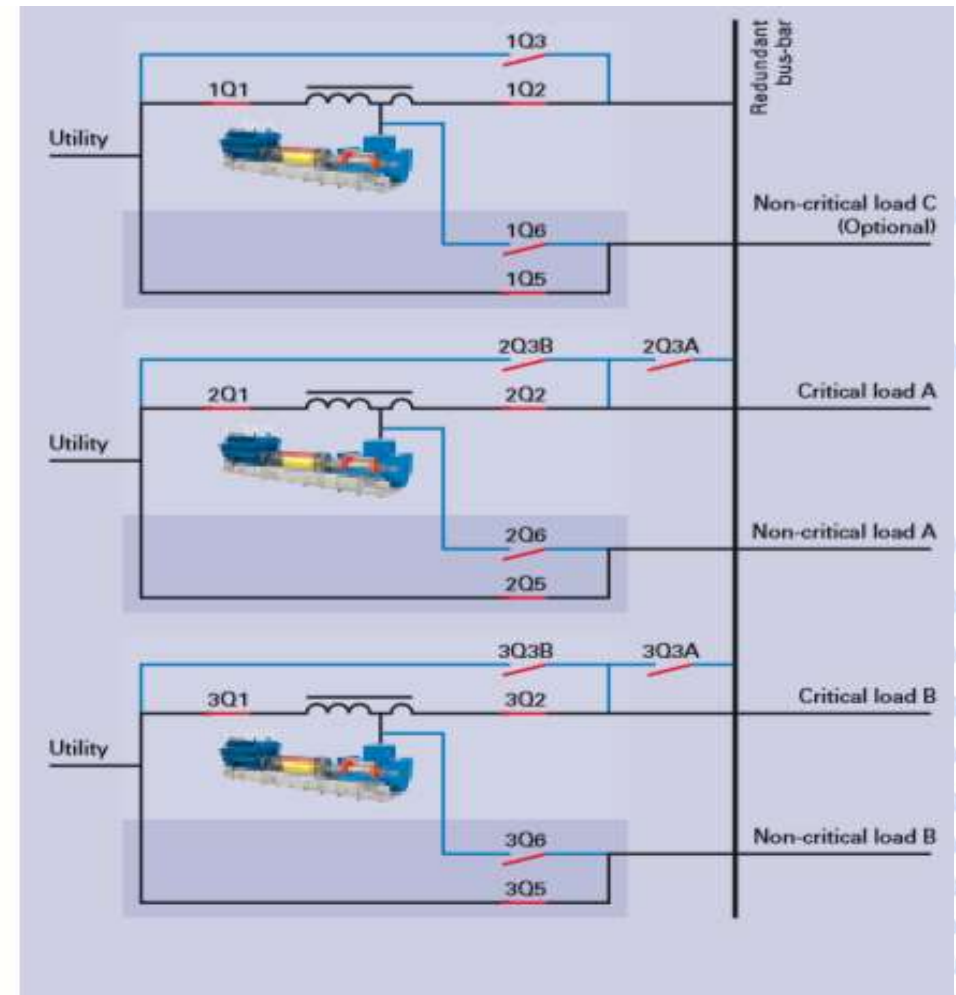 1Q3
Redundant
bus-bar
1Q1
1Q2
Utility
Non-critical load C
(Optional)
1Q6
1Q5
2Q3B
2Q3A
2Q1
2Q2
Critical load A
Utility
2Q6
Non-critical load A
2Q5
3Q3B
3Q3A
3Q1
3Q2
Critical load B
Utility
3Q6
Non-critical load B
3Q5